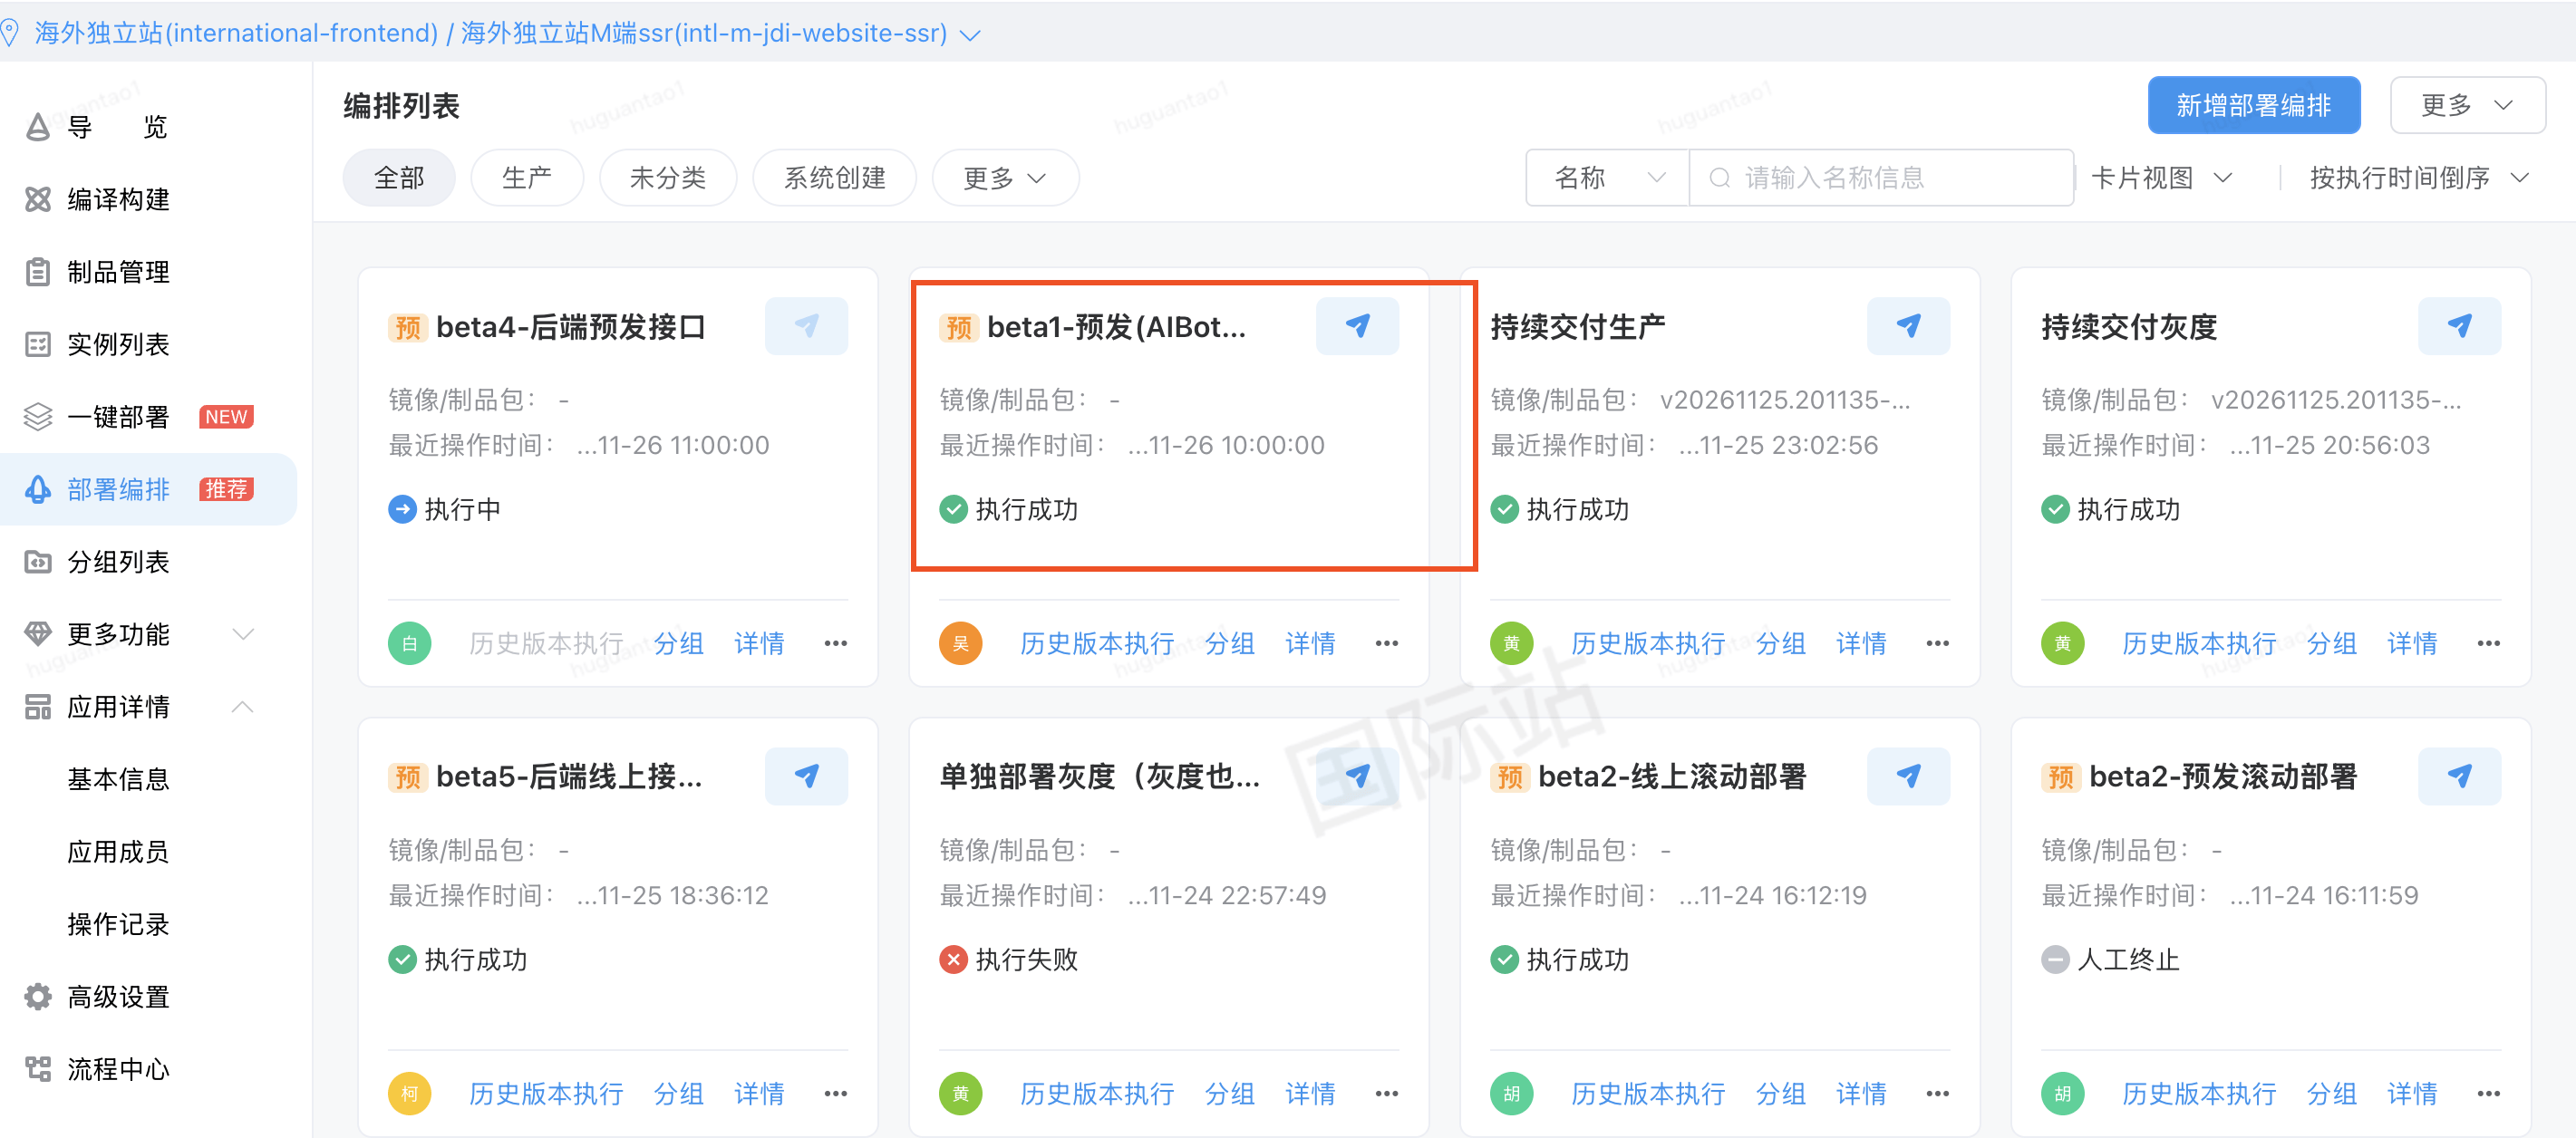 海外独立站(international-frontend) / 海外独立站M端ssr(intl-m-jdi-website-ssr)
导 览
编译构建
制品管理
实例列表
一键部署 NEW
部署编排 推荐
分组列表
更多功能
应用详情
基本信息
应用成员
操作记录
高级设置
流程中心
编排列表
新增部署编排
更多
全部
生产
未分类
系统创建
更多
名称
请输入名称信息
卡片视图
按执行时间倒序
预 beta4-后端预发接口
镜像/制品包： -
最近操作时间： ...11-26 11:00:00
执行中
白 历史版本执行 分组 详情
预 beta1-预发(AIBot...
镜像/制品包： -
最近操作时间： ...11-26 10:00:00
执行成功
吴 历史版本执行 分组 详情
持续交付生产
镜像/制品包： v20261125.201135-...
最近操作时间： ...11-25 23:02:56
执行成功
黄 历史版本执行 分组 详情
持续交付灰度
镜像/制品包： v20261125.201135-...
最近操作时间： ...11-25 20:56:03
执行成功
黄 历史版本执行 分组 详情
预 beta5-后端线上接...
镜像/制品包： -
最近操作时间： ...11-25 18:36:12
执行成功
柯 历史版本执行 分组 详情
单独部署灰度（灰度也...
镜像/制品包： -
最近操作时间： ...11-24 22:57:49
执行失败
黄 历史版本执行 分组 详情
预 beta2-线上滚动部署
镜像/制品包： -
最近操作时间： ...11-24 16:12:19
执行成功
胡 历史版本执行 分组 详情
预 beta2-预发滚动部署
镜像/制品包： -
最近操作时间： ...11-24 16:11:59
人工终止
胡 历史版本执行 分组 详情
国际站
huguantao1
huguantao1
huguantao1
huguantao1
huguantao1
huguantao1
huguantao1
huguantao1
huguantao1